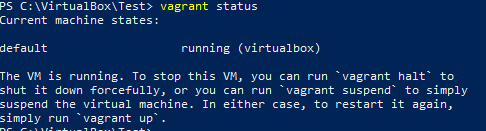 PS C:\VirtualBox\Test> vagrant status
Current machine states:
default                   running (virtualbox)
The VM is running. To stop this VM, you can run `vagrant halt` to
shut it down forcefully, or you can run `vagrant suspend` to simply
suspend the virtual machine. In either case, to restart it again,
simply run `vagrant up`.
PS C:\VirtualBox\Test>